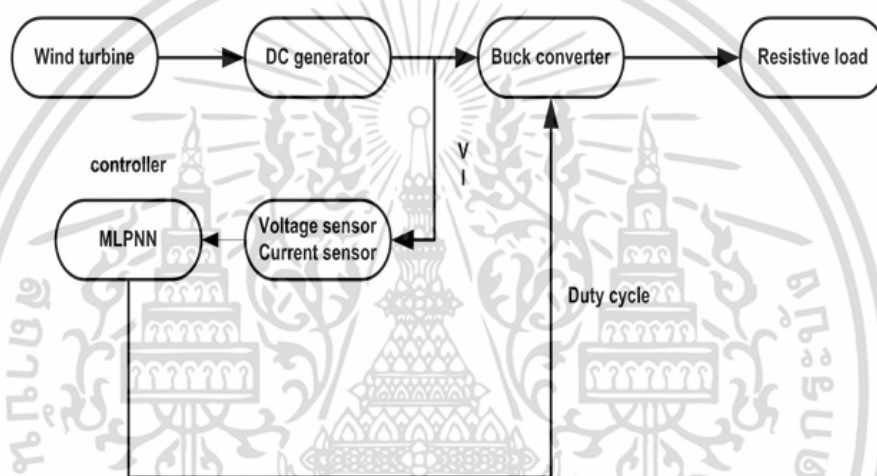 Wind turbine
DC generator
Buck converter
Resistive load
V
I
controller
MLPNN
Voltage sensor
Current sensor
Duty cycle